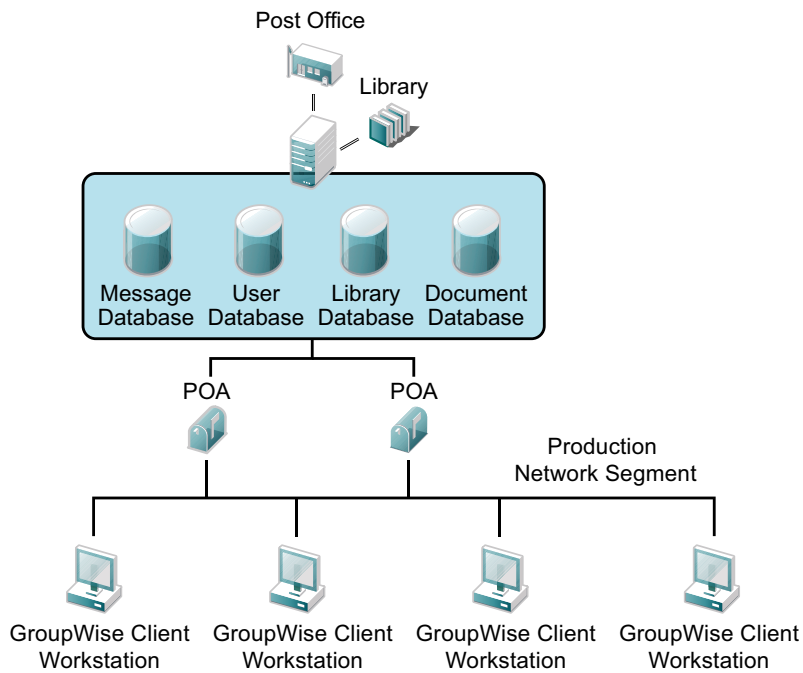 Post Office
Library
Message
Database
User
Database
Library
Database
Document
Database
POA
POA
Production
Network Segment
GroupWise Client
Workstation
GroupWise Client
Workstation
GroupWise Client
Workstation
GroupWise Client
Workstation